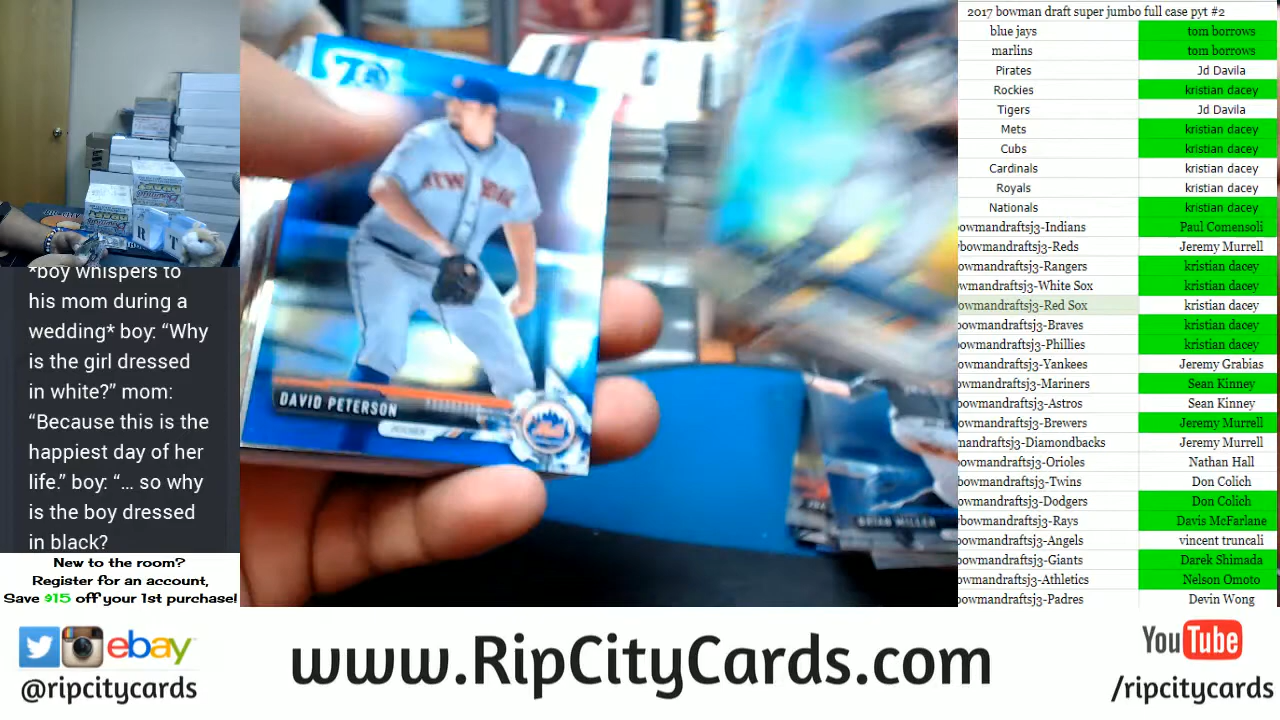 *boy whispers to
his mom during a
wedding* boy: “Why
is the girl dressed
in white?” mom:
“Because this is the
happiest day of her
life.” boy: “... so why
is the boy dressed
in black?
New to the room?
Register for an account,
Save $15 off your 1st purchase!
NEW YORK
DAVID PETERSON
PITCHER
Mets
BRIAN MILLER
2017 bowman draft super jumbo full case pyt #2
blue jays tom borrows
marlins tom borrows
Pirates Jd Davila
Rockies kristian dacey
Tigers Jd Davila
Mets kristian dacey
Cubs kristian dacey
Cardinals kristian dacey
Royals kristian dacey
Nationals kristian dacey
owmandraftsj3-Indians Paul Comensoli
bowmandraftsj3-Reds Jeremy Murrell
owmandraftsj3-Rangers kristian dacey
wmandraftsj3-White Sox kristian dacey
owmandraftsj3-Red Sox kristian dacey
owmandraftsj3-Braves kristian dacey
owmandraftsj3-Phillies kristian dacey
owmandraftsj3-Yankees Jeremy Grabias
owmandraftsj3-Mariners Sean Kinney
owmandraftsj3-Astros Sean Kinney
owmandraftsj3-Brewers Jeremy Murrell
mandraftsj3-Diamondbacks Jeremy Murrell
owmandraftsj3-Orioles Nathan Hall
owmandraftsj3-Twins Don Colich
owmandraftsj3-Dodgers Don Colich
bowmandraftsj3-Rays Davis McFarlane
owmandraftsj3-Angels vincent truncali
owmandraftsj3-Giants Darek Shimada
owmandraftsj3-Athletics Nelson Omoto
owmandraftsj3-Padres Devin Wong
ebay
@ripcitycards
www.RipCityCards.com
YouTube
/ripcitycards